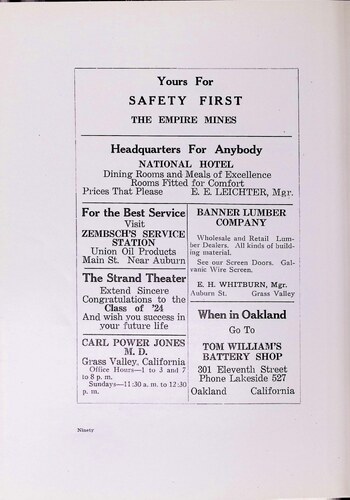 Yours For
SAFETY FIRST
THE EMPIRE MINES
Headquarters For Anybody
NATIONAL HOTEL
Dining Rooms and Meals of Excellence
Rooms Fitted for Comfort
Prices That Please E. E. LEICHTER, Mgr.
For the Best Service
Visit
ZEMBSCH'S SERVICE
STATION
Union Oil Products
Main St. Near Auburn
The Strand Theater
Extend Sincere
Congratulations to the
Class of '24
And wish you success in
your future life
CARL POWER JONES
M. D.
Grass Valley, California
Office Hours—1 to 3 and 7
to 8 p. m.
Sundays—11:30 a. m. to 12:30
p. m.
BANNER LUMBER
COMPANY
Wholesale and Retail Lum-
ber Dealers. All kinds of build-
ing material.
See our Screen Doors. Gal-
vanic Wire Screen.
E. H. WHITBURN, Mgr.
Auburn St. Grass Valley
When in Oakland
Go To
TOM WILLIAM'S
BATTERY SHOP
301 Eleventh Street
Phone Lakeside 527
Oakland California
Ninety